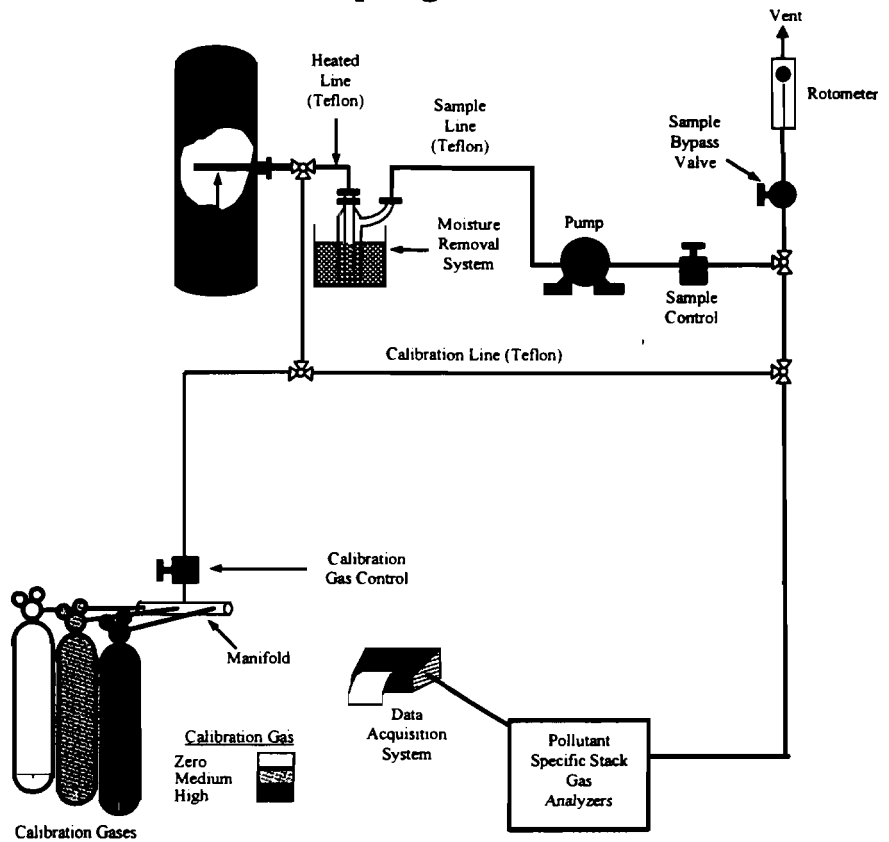 Vent
Heated
Line
(Teflon)
Sample
Line
(Teflon)
Rotometer
Sample
Bypass
Valve
Moisture
Removal
System
Pump
Sample
Control
Calibration Line (Teflon)
Calibration
Gas Control
Manifold
Data
Acquisition
System
Calibration Gas
Zero
Medium
High
Pollutant
Specific Stack
Gas
Analyzers
Calibration Gases